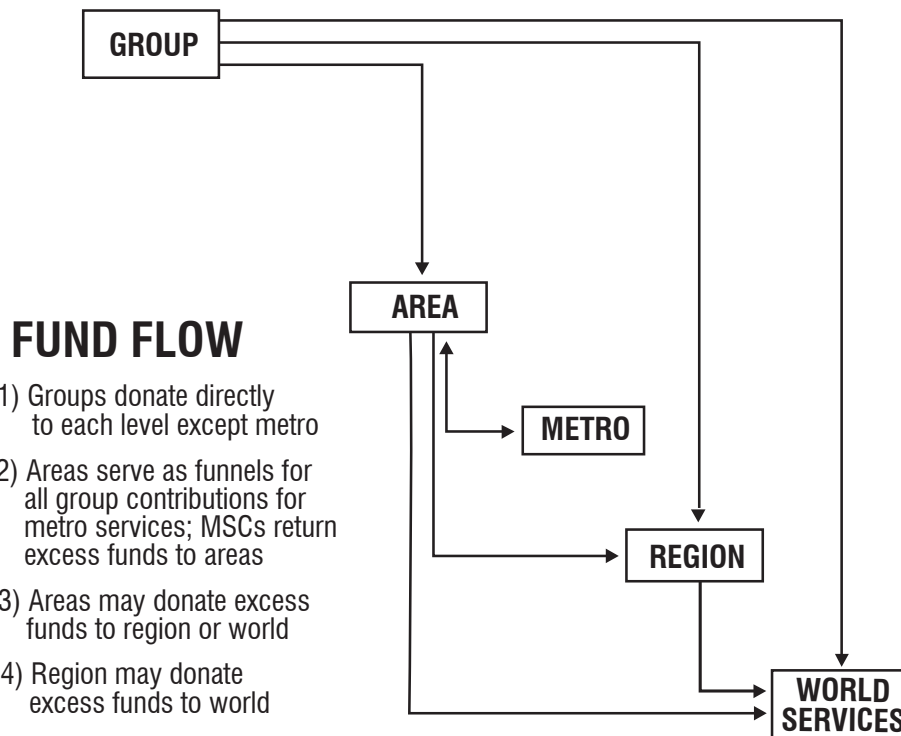 GROUP
AREA
FUND FLOW
1) Groups donate directly
to each level except metro
METRO
2) Areas serve as funnels for
all group contributions for
metro services; MSCs return
excess funds to areas
REGION
3) Areas may donate excess
funds to region or world
4) Region may donate
excess funds to world
WORLD
SERVICES